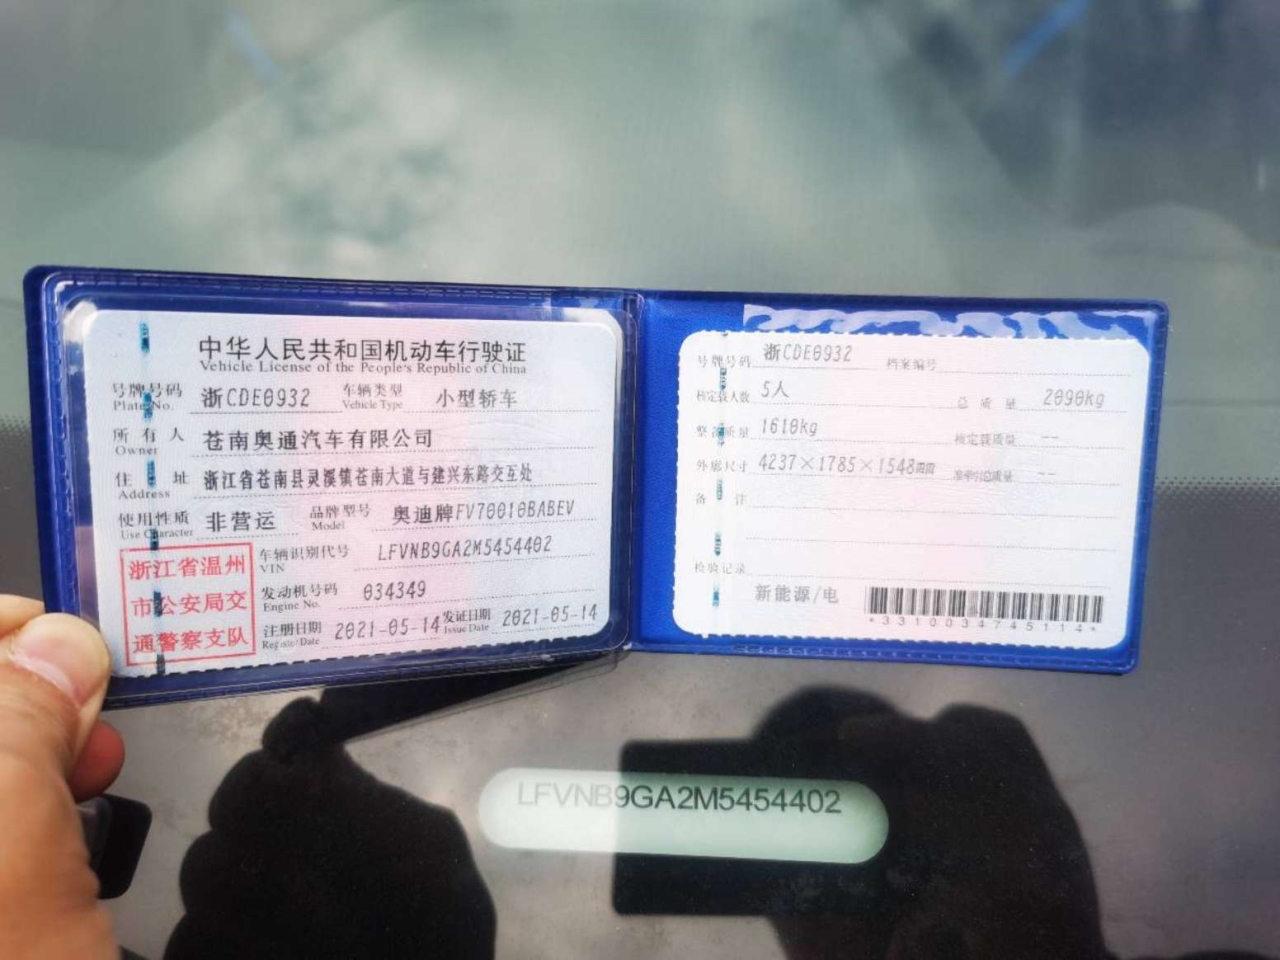 中华人民共和国机动车行驶证
Vehicle License of the People's Republic of China
号牌号码 浙CDE0932 车辆类型 小型轿车
Plate No. Vehicle Type
所有人 苍南奥通汽车有限公司
Owner
住址 浙江省苍南县灵溪镇苍南大道与建兴东路交互处
Address
使用性质 非营运 品牌型号 奥迪牌FV70010BABEV
Use Character Model
浙江省温州
市公安局交
通警察支队
车辆识别代号 LFVNB9GA2M5454402
VIN
发动机号码 034349
Engine No.
注册日期 2021-05-14 发证日期 2021-05-14
Register Date Issue Date
号牌号码 浙CDE0932 档案编号
核定载人数 5人 总质量 2090kg
整备质量 1610kg 核定载质量 --
外廓尺寸 4237×1785×1548mm 准牵引总质量 --
备注
检验记录
新能源/电
*3310034745114*
LFVNB9GA2M5454402